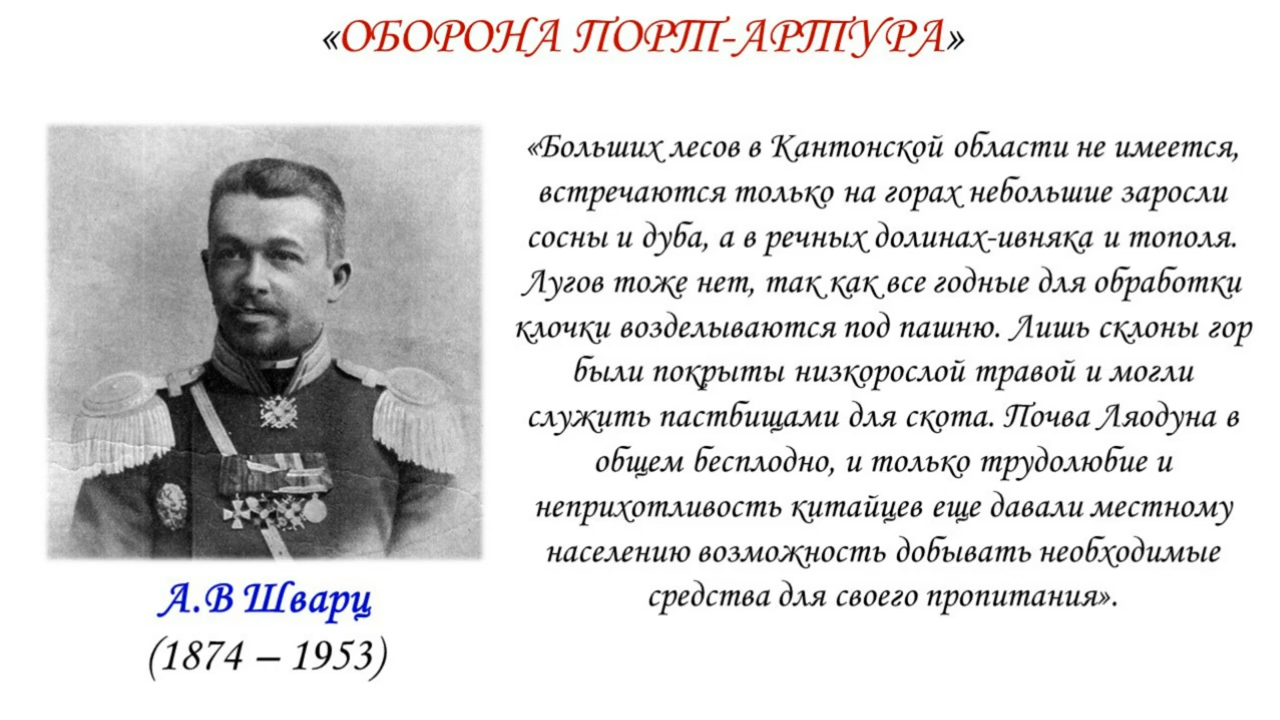 «ОБОРОНА ПОРТ-АРТУРА»
«Больших лесов в Кантонской области не имеется,
встречаются только на горах небольшие заросли
сосны и дуба, а в речных долинах-ивняка и тополя.
Лугов тоже нет, так как все годные для обработки
клочки возделываются под пашню. Лишь склоны гор
были покрыты низкорослой травой и могли
служить пастбищами для скота. Почва Ляодуна в
общем бесплодно, и только трудолюбие и
неприхотливость китайцев еще давали местному
населению возможность добывать необходимые
средства для своего пропитания».
А.В Шварц
(1874 – 1953)